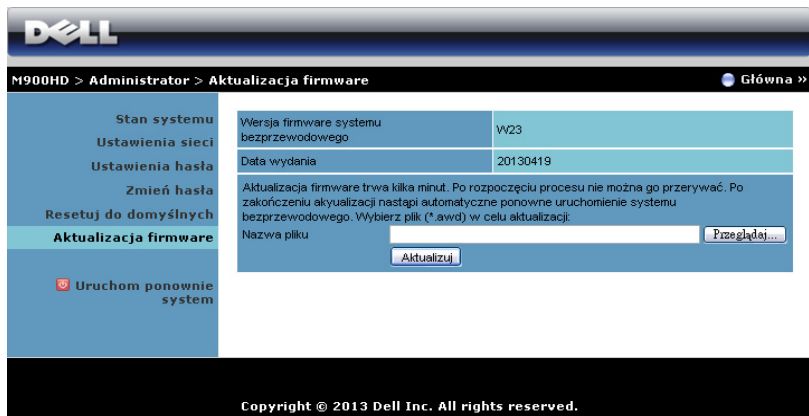 DELL
M900HD > Administrator > Aktualizacja firmware
Główna »
Stan systemu
Ustawienia sieci
Ustawienia hasła
Zmień hasła
Resetuj do domyślnych
Aktualizacja firmware
Uruchom ponownie
system
Wersja firmware systemu
bezprzewodowego
W23
Data wydania
20130419
Aktualizacja firmware trwa kilka minut. Po rozpoczęciu procesu nie można go przerywać. Po
zakończeniu akyualizacji nastąpi automatyczne ponowne uruchomienie systemu
bezprzewodowego. Wybierz plik (*.awd) w celu aktualizacji:
Nazwa pliku
Przeglądaj...
Aktualizuj
Copyright © 2013 Dell Inc. All rights reserved.